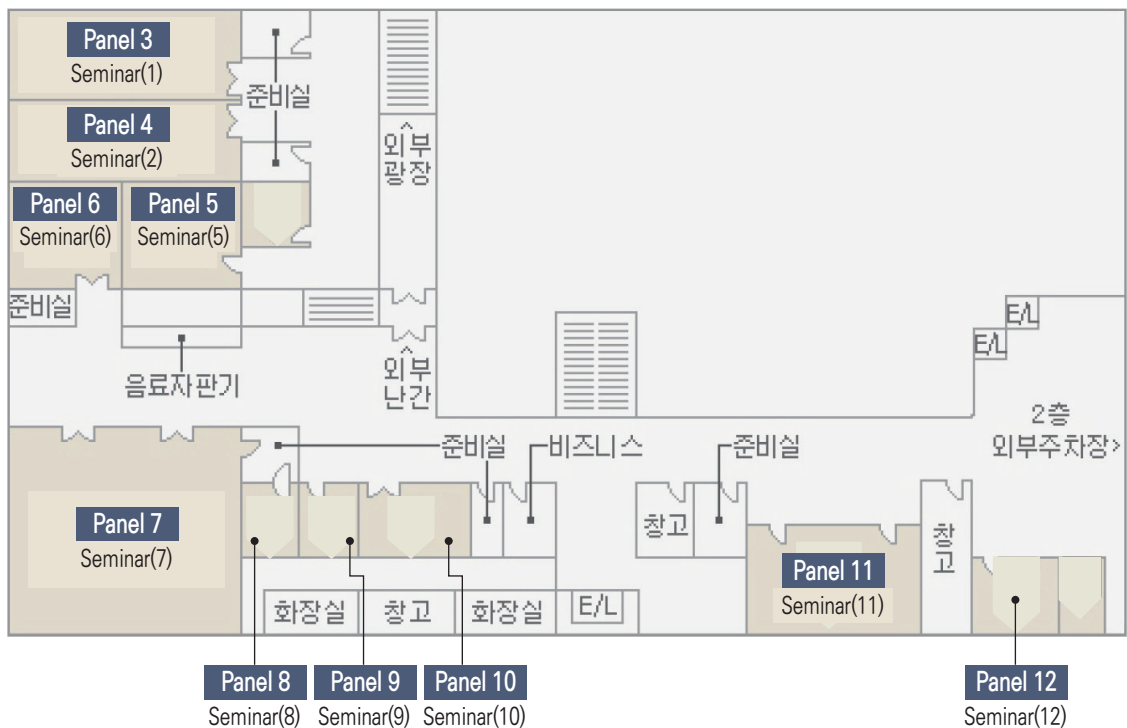 Panel 3
Seminar(1)
준비실
Panel 4
Seminar(2)
외부
광장
Panel 6
Seminar(6)
Panel 5
Seminar(5)
준비실
E/L
E/L
음료자판기
외부
난간
2층
외부주차장>
준비실
비즈니스
준비실
Panel 7
Seminar(7)
창고
창
고
Panel 11
Seminar(11)
화장실
창고
화장실
E/L
Panel 8
Seminar(8)
Panel 9
Seminar(9)
Panel 10
Seminar(10)
Panel 12
Seminar(12)